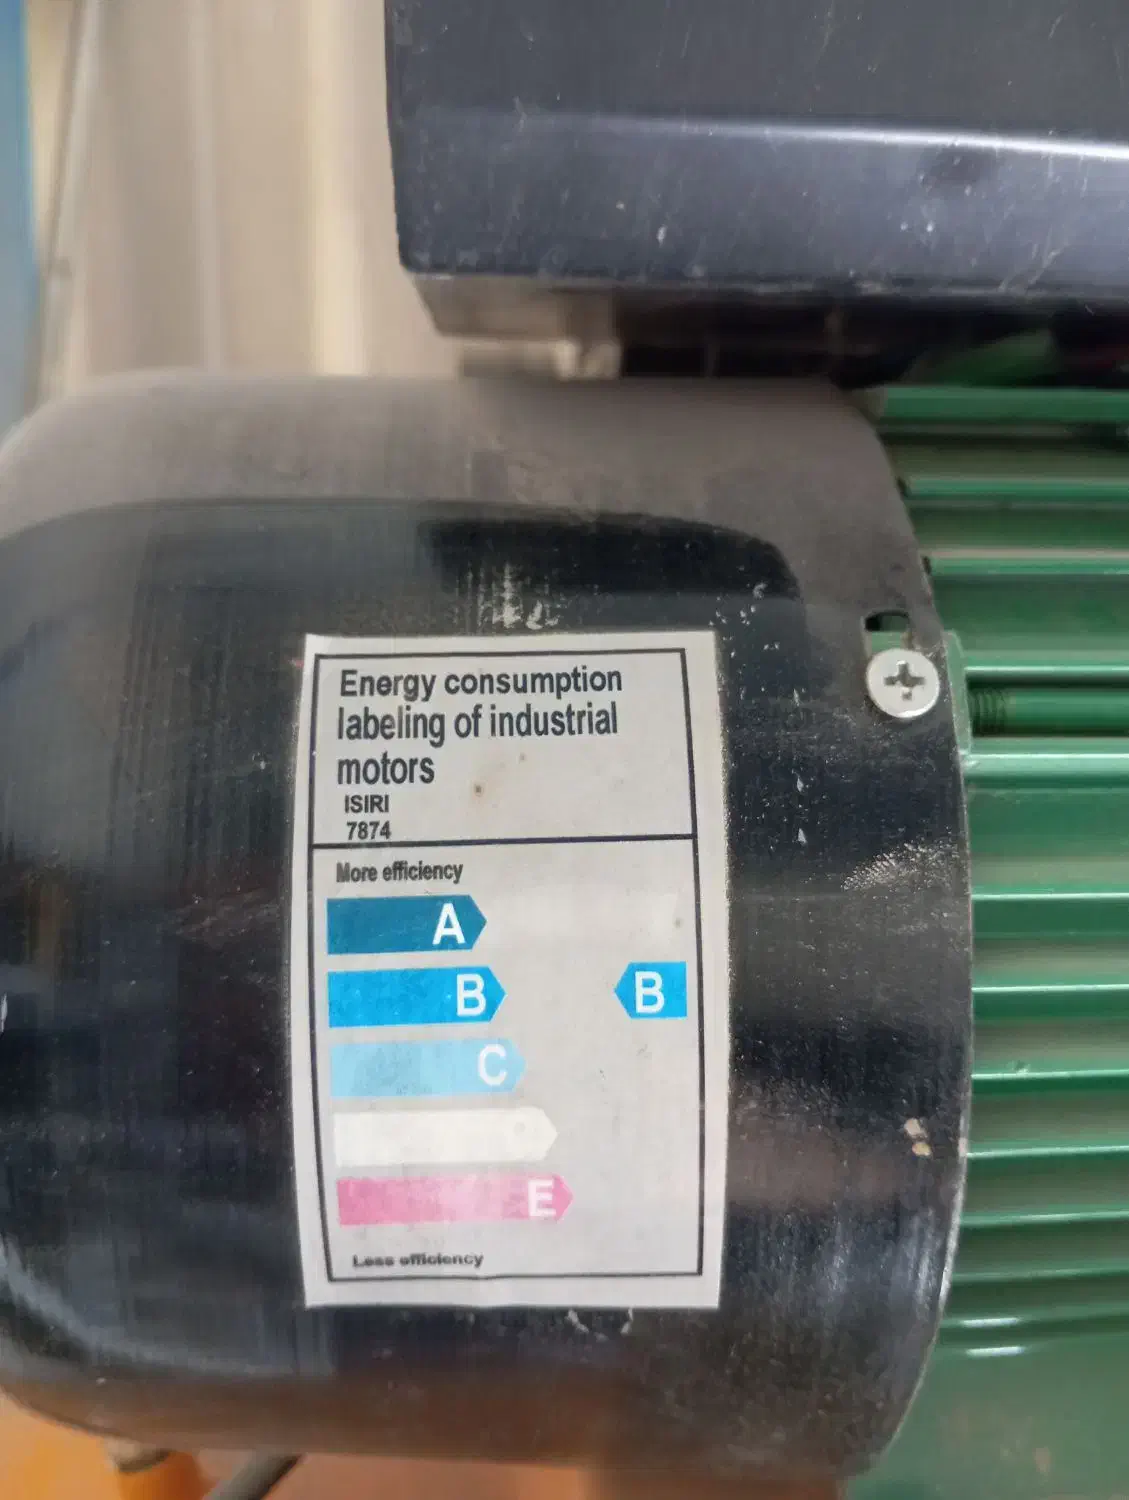 Energy consumption
labeling of industrial
motors
ISIRI
7874
More efficiency
A
B B
C
E
Less efficiency